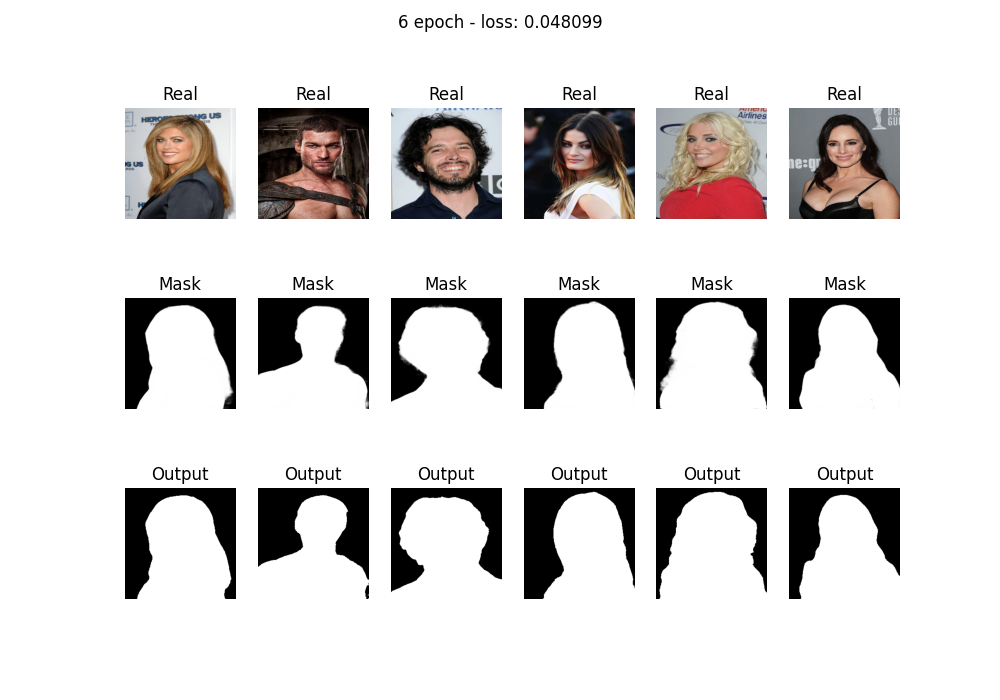 6 epoch - loss: 0.048099
Real Real Real Real Real Real
Mask Mask Mask Mask Mask Mask
Output Output Output Output Output Output